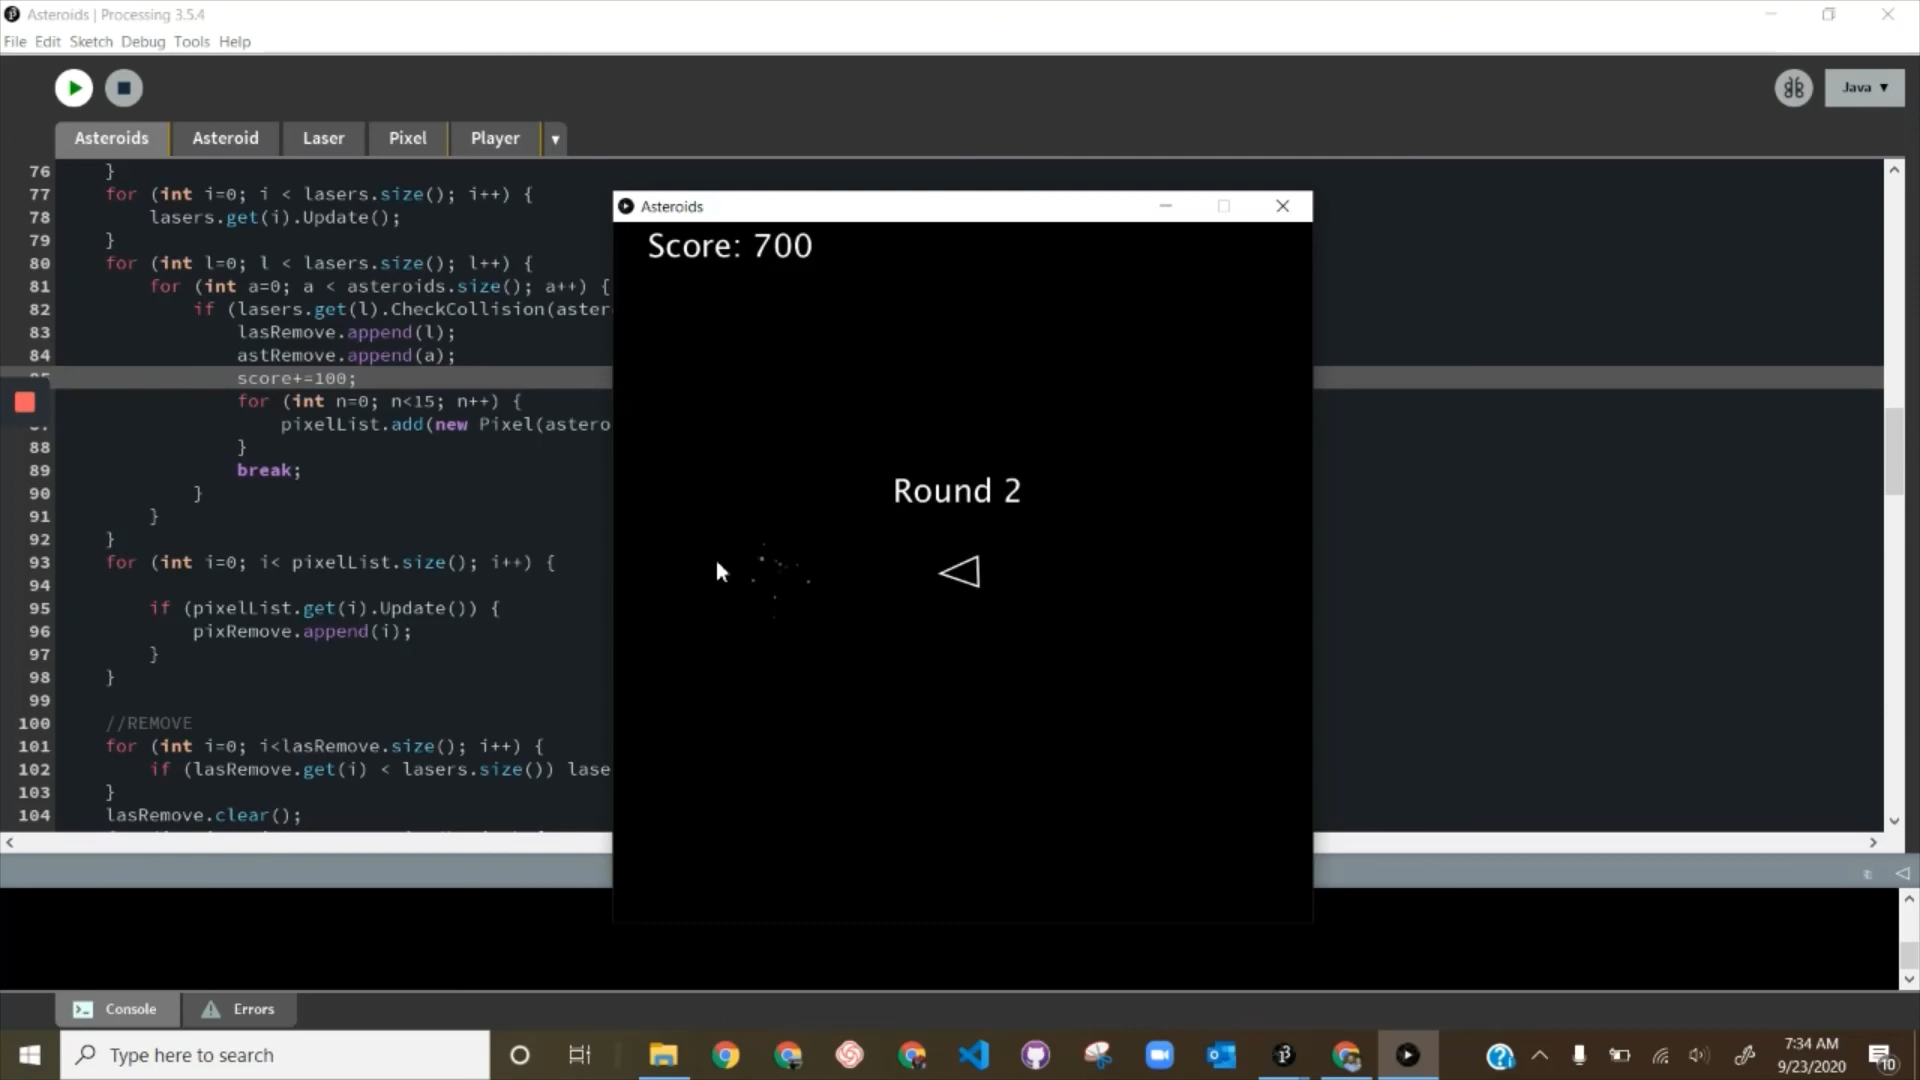 Asteroids | Processing 3.5.4
File Edit Sketch Debug Tools Help
Java ▼
Asteroids Asteroid Laser Pixel Player ▼
76 }
77 for (int i=0; i < lasers.size(); i++) {
78 lasers.get(i).Update();
79 }
80 for (int l=0; l < lasers.size(); l++) {
81 for (int a=0; a < asteroids.size(); a++) {
82 if (lasers.get(l).CheckCollision(aster
83 lasRemove.append(l);
84 astRemove.append(a);
score+=100;
for (int n=0; n<15; n++) {
pixelList.add(new Pixel(astero
88 }
89 break;
90 }
91 }
92 }
93 for (int i=0; i< pixelList.size(); i++) {
94
95 if (pixelList.get(i).Update()) {
96 pixRemove.append(i);
97 }
98 }
99
100 //REMOVE
101 for (int i=0; i<lasRemove.size(); i++) {
102 if (lasRemove.get(i) < lasers.size()) lase
103 }
104 lasRemove.clear();
Asteroids
Score: 700
Round 2
Console Errors
Type here to search
7:34 AM
9/23/2020
10